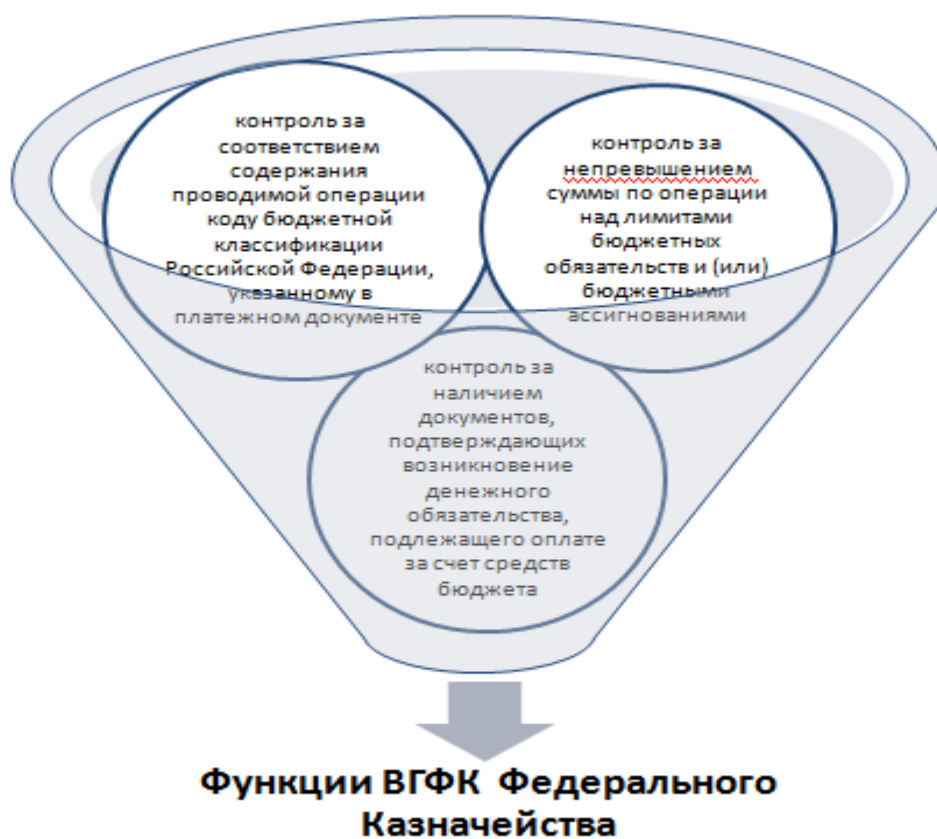 контроль за
соответствием
содержания
проводимой операции
коду бюджетной
классификации
Российской Федерации,
указанному в
платежном документе
контроль за
непревышением
суммы по операции
над лимитами
бюджетных
обязательств и (или)
бюджетными
ассигнованиями
контроль за
наличием
документов,
подтверждающих
возникновение
денежного
обязательства,
подлежащего оплате
за счет средств
бюджета
Функции ВГФК Федерального
Казначейства